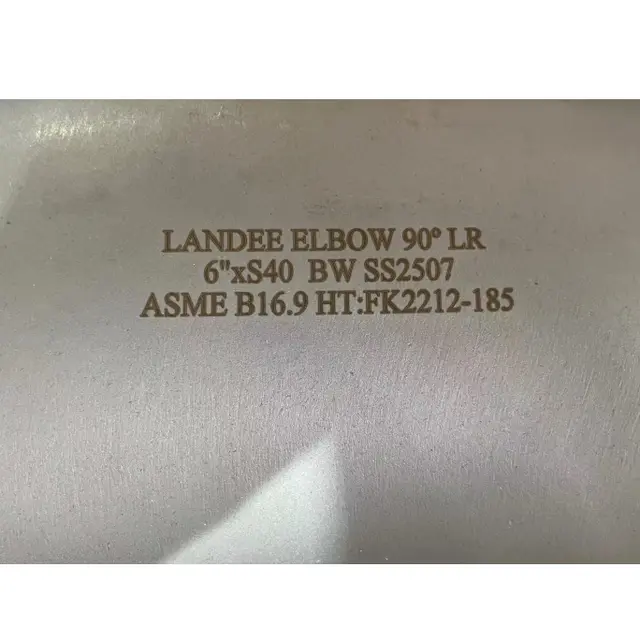 LANDEE ELBOW 90° LR
6"xS40 BW SS2507
ASME B16.9 HT:FK2212-185